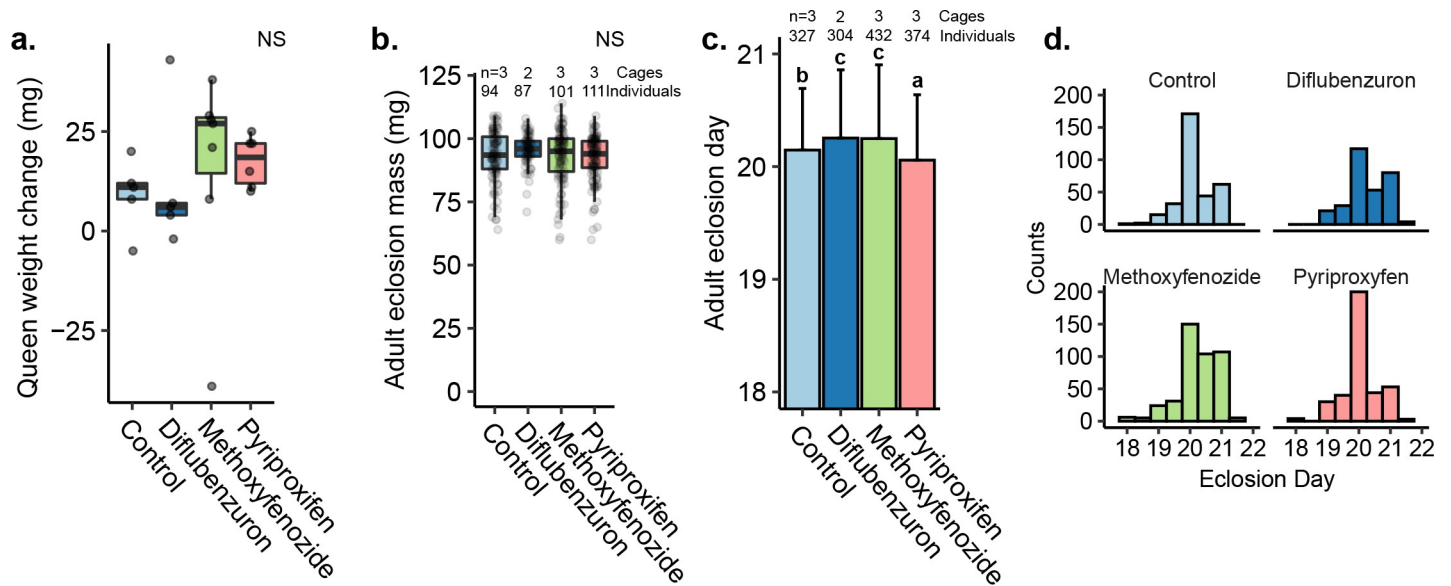 a.
NS
Queen weight change (mg)
25
0
−25
Control
Diflubenzuron
Methoxyfenozide
Pyriproxifen
b.
NS
n=3 2 3 3 Cages
94 87 101 111Individuals
Adult eclosion mass (mg)
125
100
75
50
25
0
Control
Diflubenzuron
Methoxyfenozide
Pyriproxifen
c.
n=3 2 3 3 Cages
327 304 432 374 Individuals
b c c a
Adult eclosion day
21
20
19
18
Control
Diflubenzuron
Methoxyfenozide
Pyriproxifen
d.
Control
Diflubenzuron
200
150
100
50
0
Counts
Methoxyfenozide
Pyriproxyfen
200
150
100
50
0
18 19 20 21 22
18 19 20 21 22
Eclosion Day